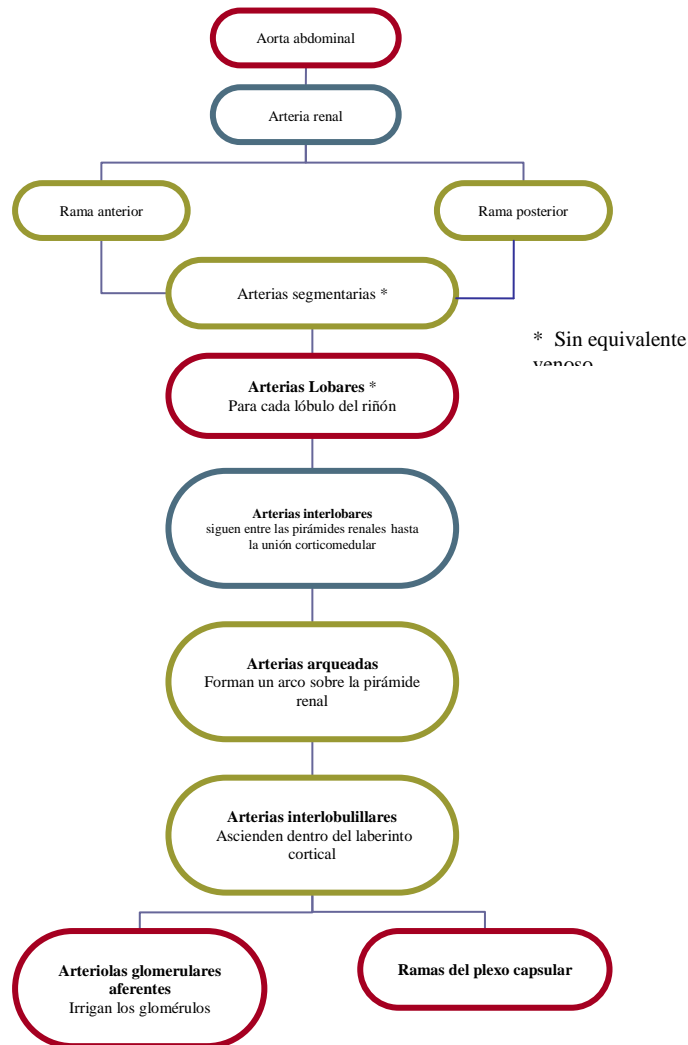 Aorta abdominal
Arteria renal
Rama anterior
Rama posterior
Arterias segmentarias *
* Sin equivalente
venoso
Arterias Lobares *
Para cada lóbulo del riñón
Arterias interlobares
siguen entre las pirámides renales hasta
la unión corticomedular
Arterias arqueadas
Forman un arco sobre la pirámide
renal
Arterias interlobulillares
Ascienden dentro del laberinto
cortical
Arteriolas glomerulares
aferentes
Irrigan los glomérulos
Ramas del plexo capsular